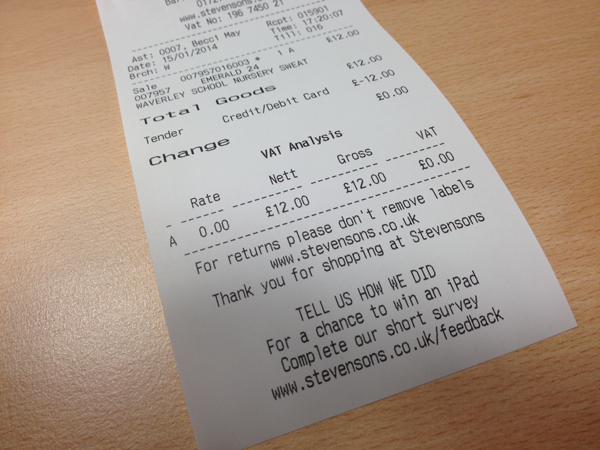 www.stevensons.
Vat No: 196 7450 21
Ast: 0007, Becci May Rcpt: 015901
Date: 15/01/2014 Time: 17:20:07
Brch: W Till: 016
Sale
007957 007957016003 * 1 A £12.00
EMERALD 24
WAVERLEY SCHOOL NURSERY SWEAT
Total Goods £12.00
Tender Credit/Debit Card £-12.00
Change £0.00
VAT Analysis
Rate Nett Gross VAT
A 0.00 £12.00 £12.00 £0.00
For returns please don't remove labels
www.stevensons.co.uk
Thank you for shopping at Stevensons
TELL US HOW WE DID
For a chance to win an iPad
Complete our short survey
www.stevensons.co.uk/feedback